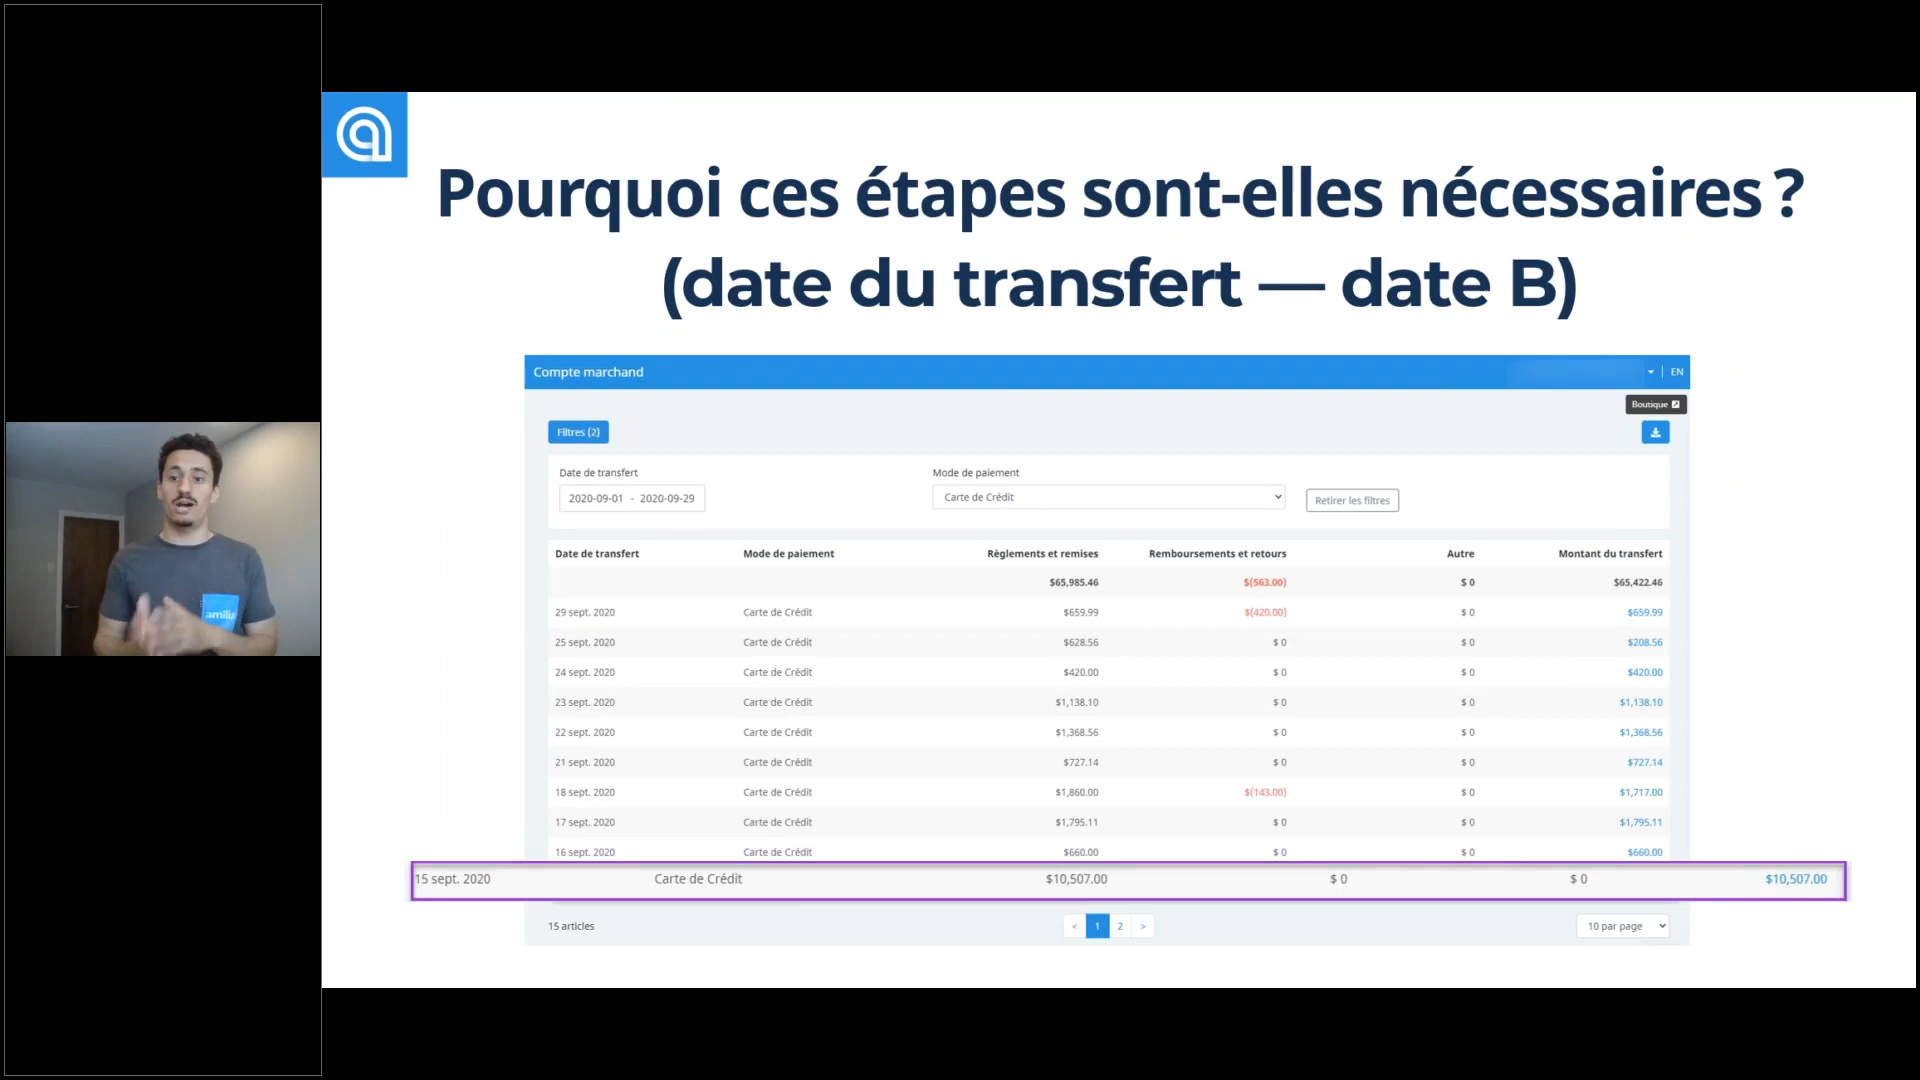 Pourquoi ces étapes sont-elles nécessaires ?
(date du transfert — date B)
Compte marchand
EN
Boutique
Filtres (2)
Date de transfert
Mode de paiement
2020-09-01 - 2020-09-29
Carte de Crédit
Retirer les filtres
Date de transfert Mode de paiement Règlements et remises Remboursements et retours Autre Montant du transfert
$65,985.46 $(563.00) $ 0 $65,422.46
29 sept. 2020 Carte de Crédit $659.99 $(420.00) $ 0 $659.99
25 sept. 2020 Carte de Crédit $628.56 $ 0 $ 0 $208.56
24 sept. 2020 Carte de Crédit $420.00 $ 0 $ 0 $420.00
23 sept. 2020 Carte de Crédit $1,138.10 $ 0 $ 0 $1,138.10
22 sept. 2020 Carte de Crédit $1,368.56 $ 0 $ 0 $1,368.56
21 sept. 2020 Carte de Crédit $727.14 $ 0 $ 0 $727.14
18 sept. 2020 Carte de Crédit $1,860.00 $(143.00) $ 0 $1,717.00
17 sept. 2020 Carte de Crédit $1,795.11 $ 0 $ 0 $1,795.11
16 sept. 2020 Carte de Crédit $660.00 $ 0 $ 0 $660.00
15 sept. 2020 Carte de Crédit $10,507.00 $ 0 $ 0 $10,507.00
15 articles
< 1 2 >
10 par page
amilia